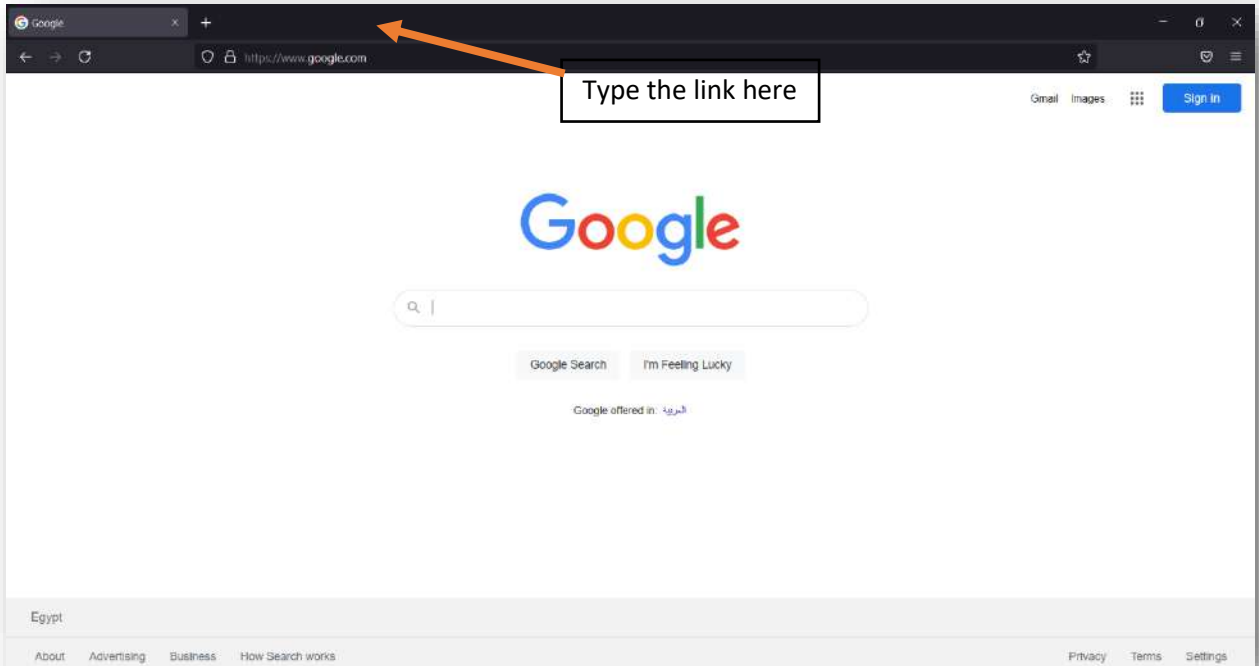 Google
https://www.google.com
Type the link here
Gmail Images Sign in
Google
Google Search I'm Feeling Lucky
Google offered in: العربية
Egypt
About Advertising Business How Search works Privacy Terms Settings